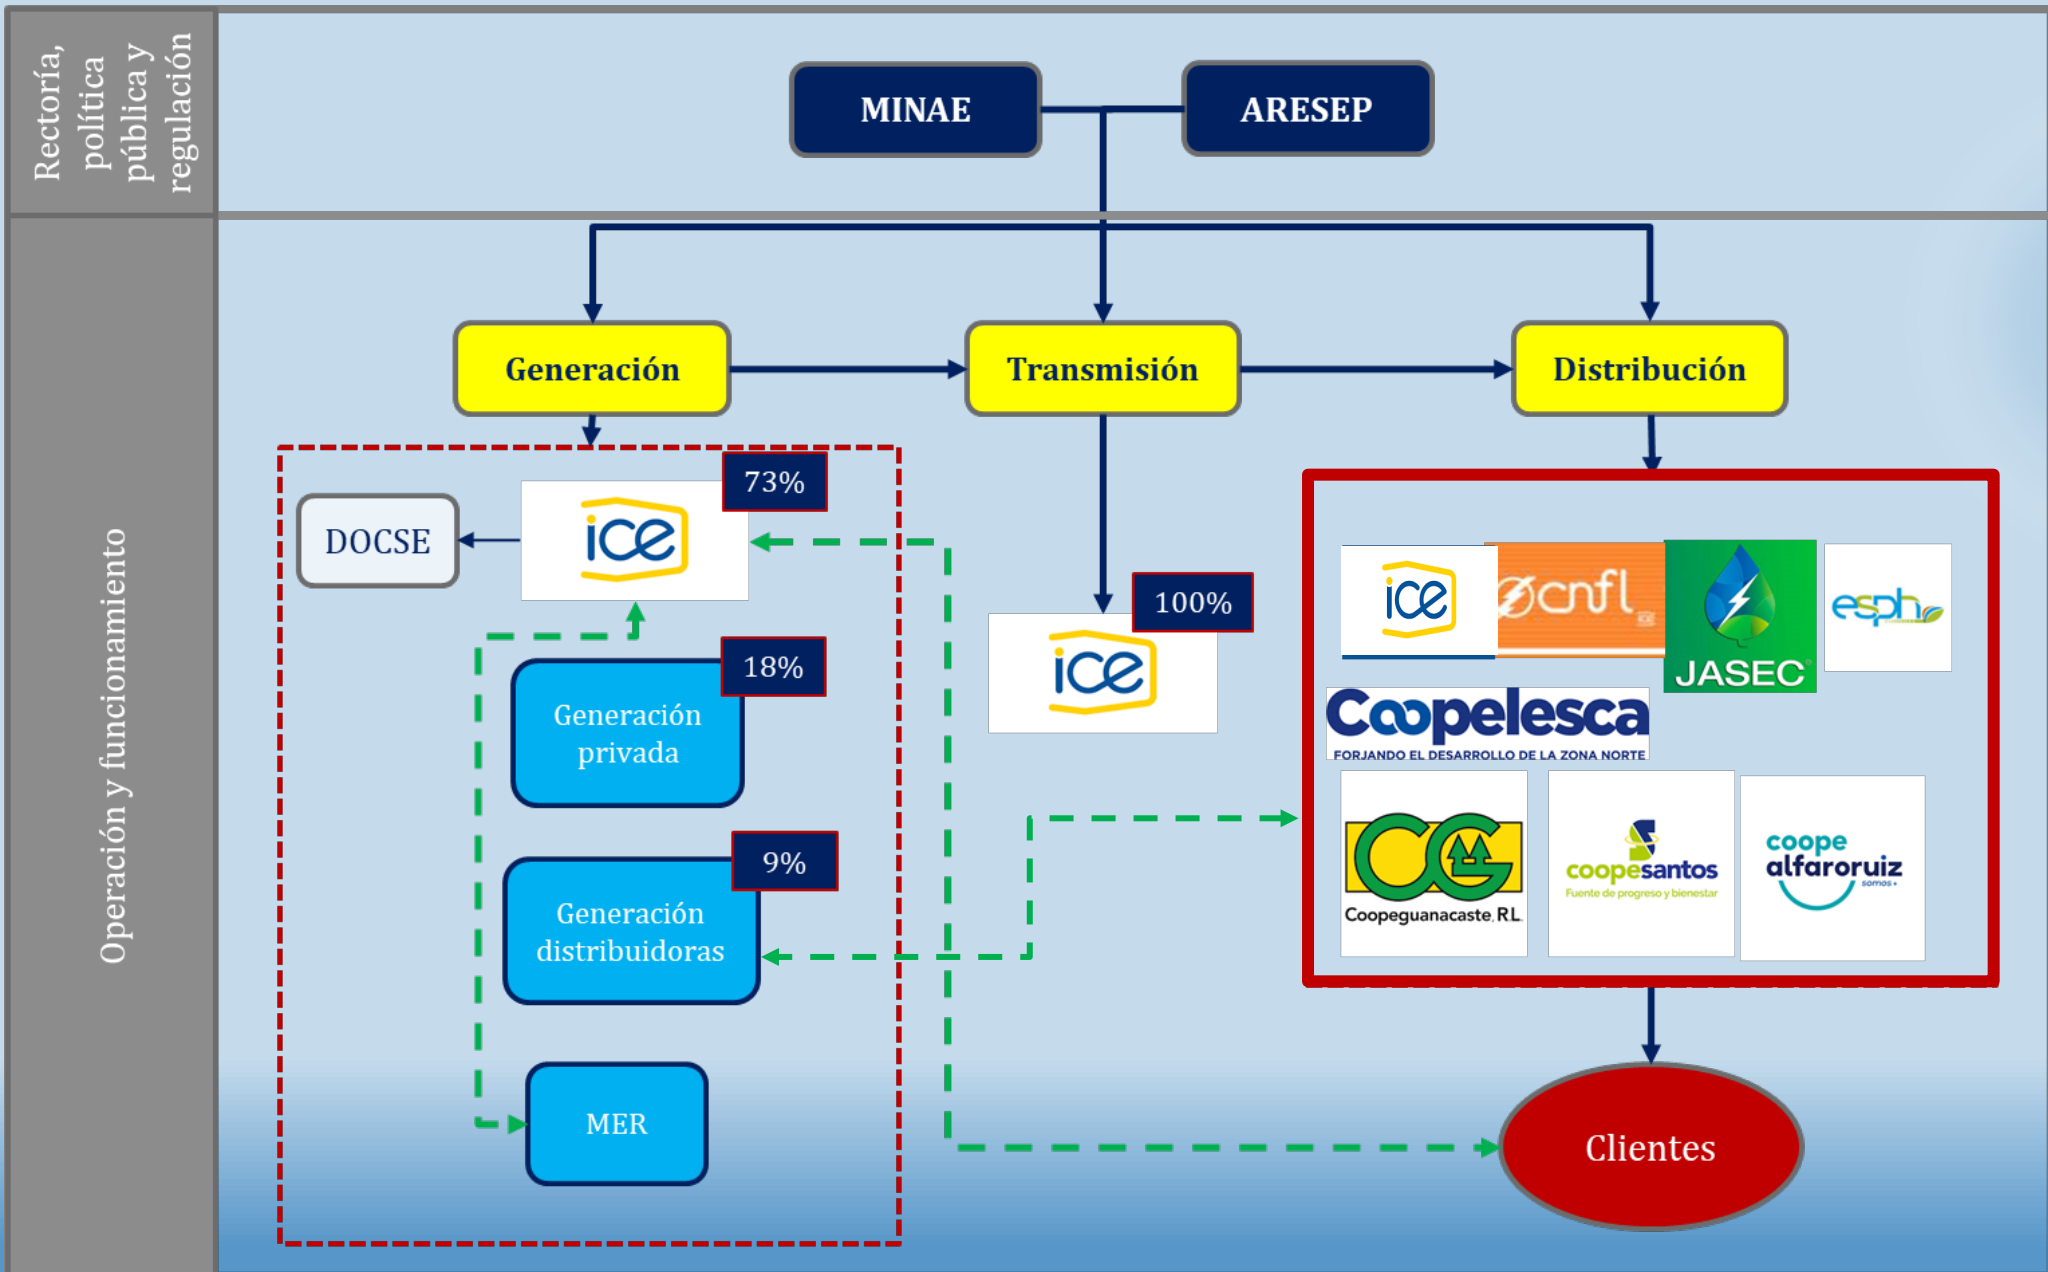 Rectoría,
política
pública y
regulación
MINAE
ARESEP
Operación y funcionamiento
Generación
Transmisión
Distribución
73%
DOCSE
ice
18%
Generación
privada
9%
Generación
distribuidoras
MER
100%
ice
ice
cnfl
JASEC
esph
Coopelesca
FORJANDO EL DESARROLLO DE LA ZONA NORTE
CG
Coopeguanacaste, R.L.
coopesantos
Fuente de progreso y bienestar
coope
alfaroruiz
somos+
Clientes